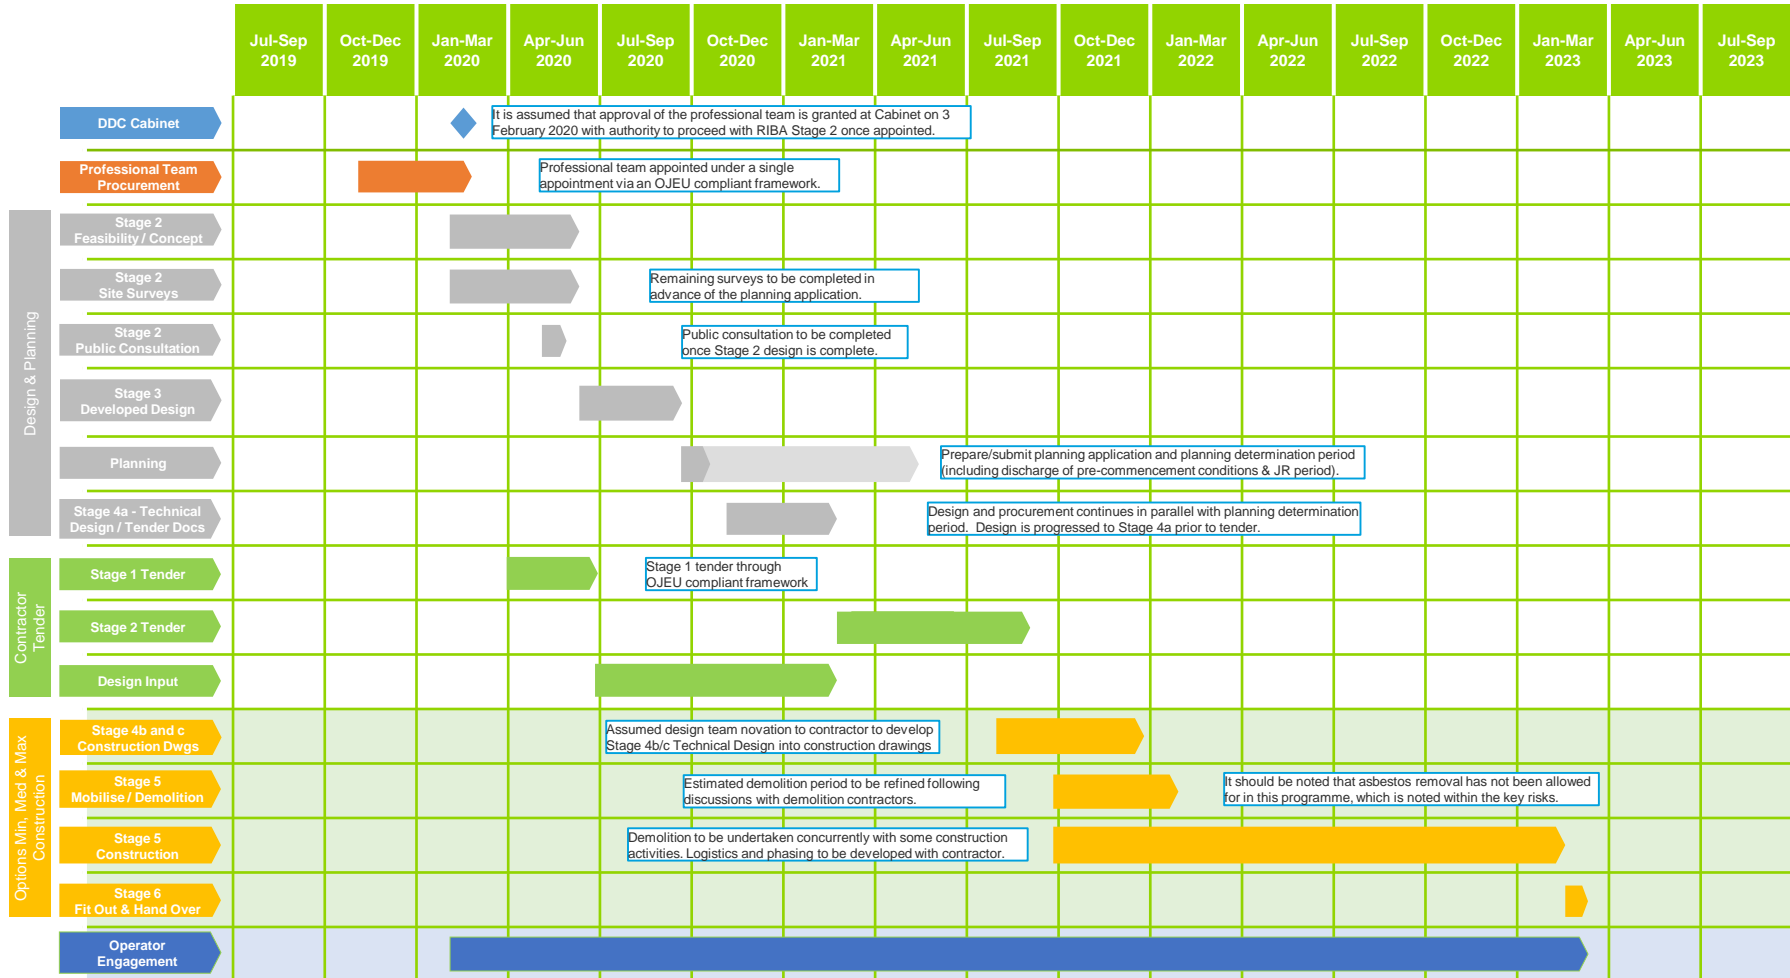 Jul-Sep
2019
Oct-Dec
2019
Jan-Mar
2020
Apr-Jun
2020
Jul-Sep
2020
Oct-Dec
2020
Jan-Mar
2021
Apr-Jun
2021
Jul-Sep
2021
Oct-Dec
2021
Jan-Mar
2022
Apr-Jun
2022
Jul-Sep
2022
Oct-Dec
2022
Jan-Mar
2023
Apr-Jun
2023
Jul-Sep
2023
DDC Cabinet
It is assumed that approval of the professional team is granted at Cabinet on 3
February 2020 with authority to proceed with RIBA Stage 2 once appointed.
Professional Team
Procurement
Professional team appointed under a single
appointment via an OJEU compliant framework.
Design & Planning
Stage 2
Feasibility / Concept
Stage 2
Site Surveys
Remaining surveys to be completed in
advance of the planning application.
Stage 2
Public Consultation
Public consultation to be completed
once Stage 2 design is complete.
Stage 3
Developed Design
Planning
Prepare/submit planning application and planning determination period
(including discharge of pre-commencement conditions & JR period).
Stage 4a - Technical
Design / Tender Docs
Design and procurement continues in parallel with planning determination
period.  Design is progressed to Stage 4a prior to tender.
Contractor
Tender
Stage 1 Tender
Stage 1 tender through
OJEU compliant framework
Stage 2 Tender
Design Input
Options Min, Med & Max
Construction
Stage 4b and c
Construction Dwgs
Assumed design team novation to contractor to develop
Stage 4b/c Technical Design into construction drawings
Stage 5
Mobilise / Demolition
Estimated demolition period to be refined following
discussions with demolition contractors.
It should be noted that asbestos removal has not been allowed
for in this programme, which is noted within the key risks.
Stage 5
Construction
Demolition to be undertaken concurrently with some construction
activities. Logistics and phasing to be developed with contractor.
Stage 6
Fit Out & Hand Over
Operator
Engagement